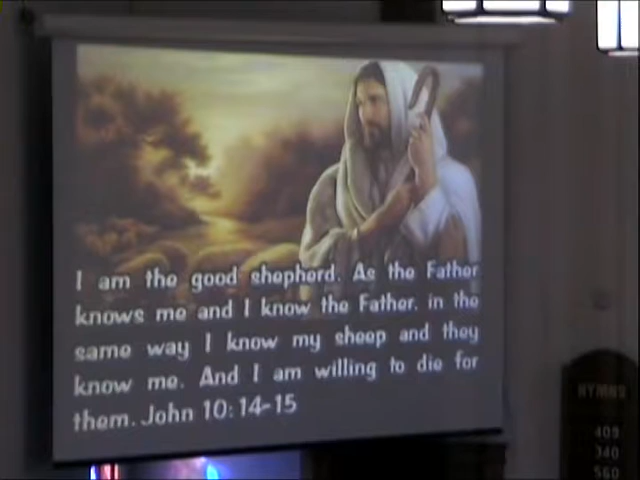 I am the good shepherd. As the Father
knows me and I know the Father. in the
same way I know my sheep and they
know me. And I am willing to die for
them. John 10:14-15
HYMNS
409
340
560